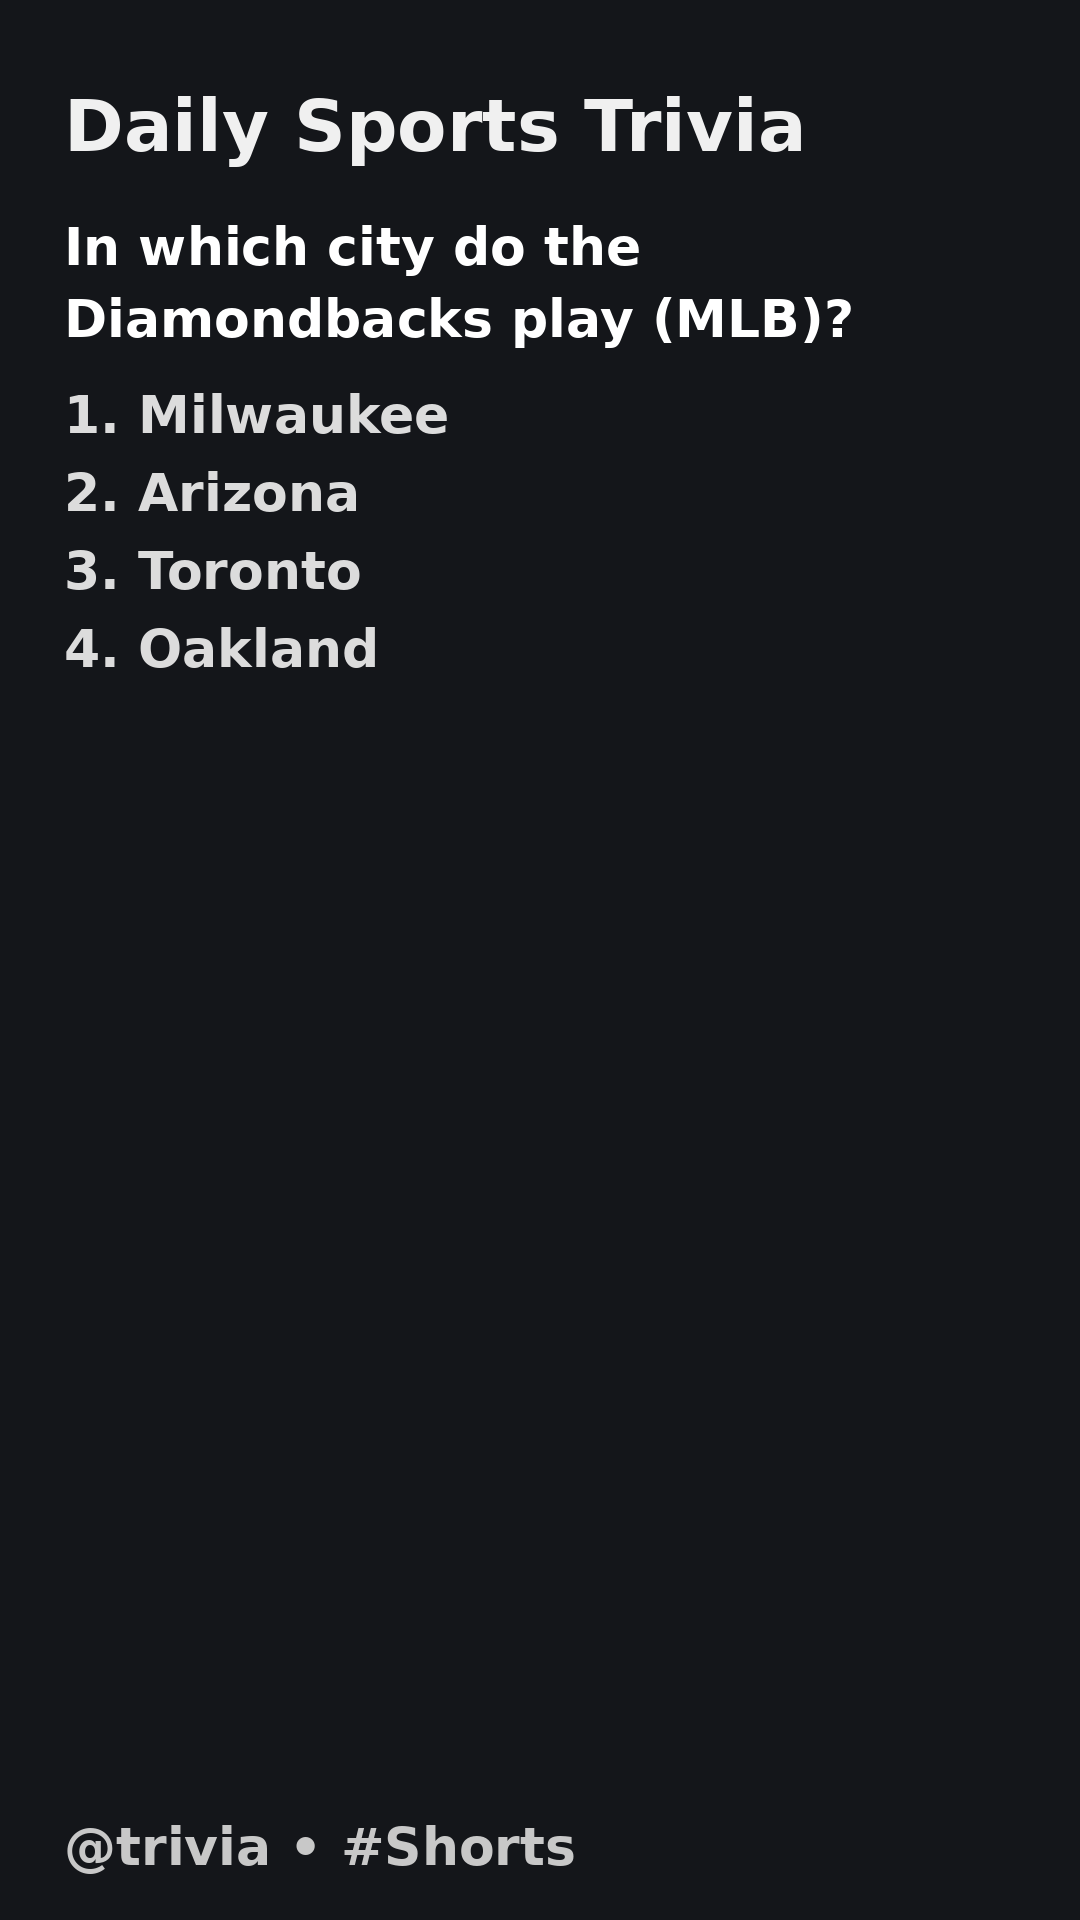 Daily Sports Trivia
In which city do the
Diamondbacks play (MLB)?
1. Milwaukee
2. Arizona
3. Toronto
4. Oakland
@trivia • #Shorts